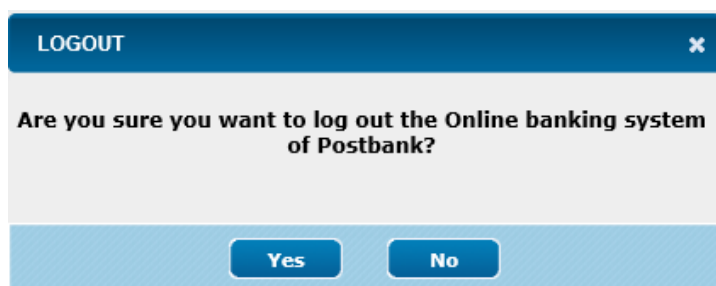 LOGOUT
Are you sure you want to log out the Online banking system
of Postbank?
Yes No